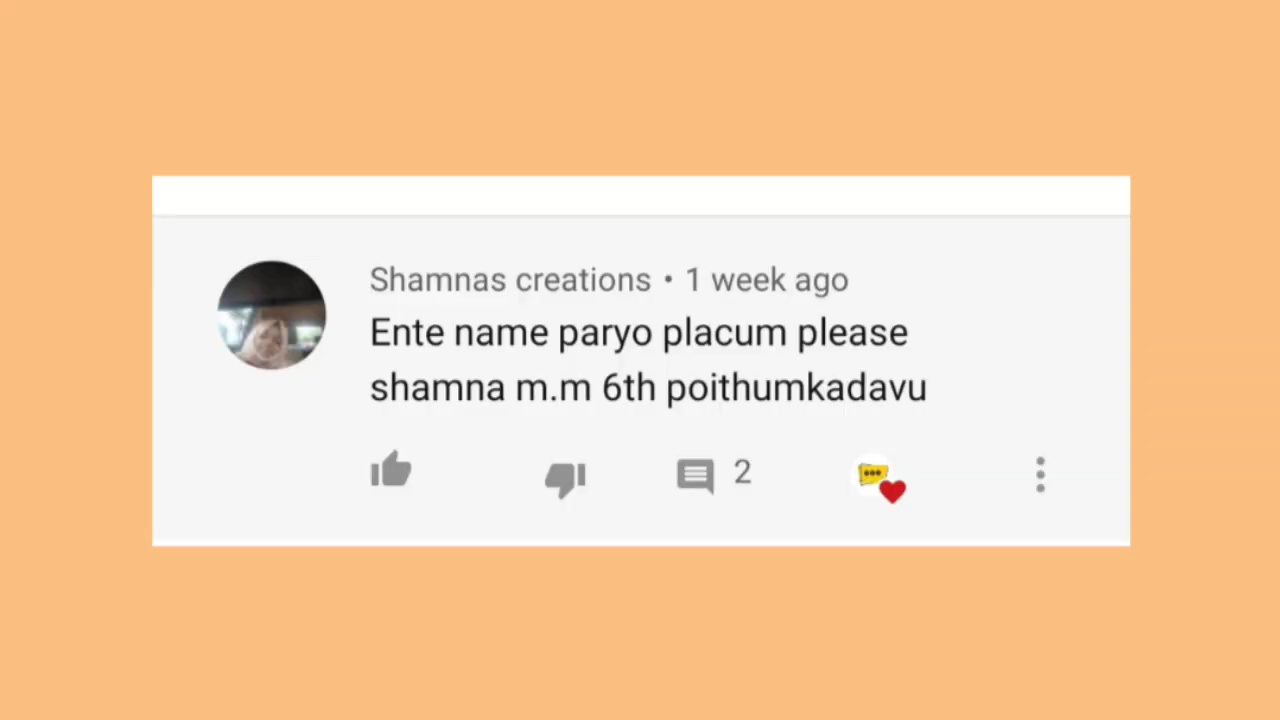 Shamnas creations • 1 week ago
Ente name paryo placum please
shamna m.m 6th poithumkadavu
2